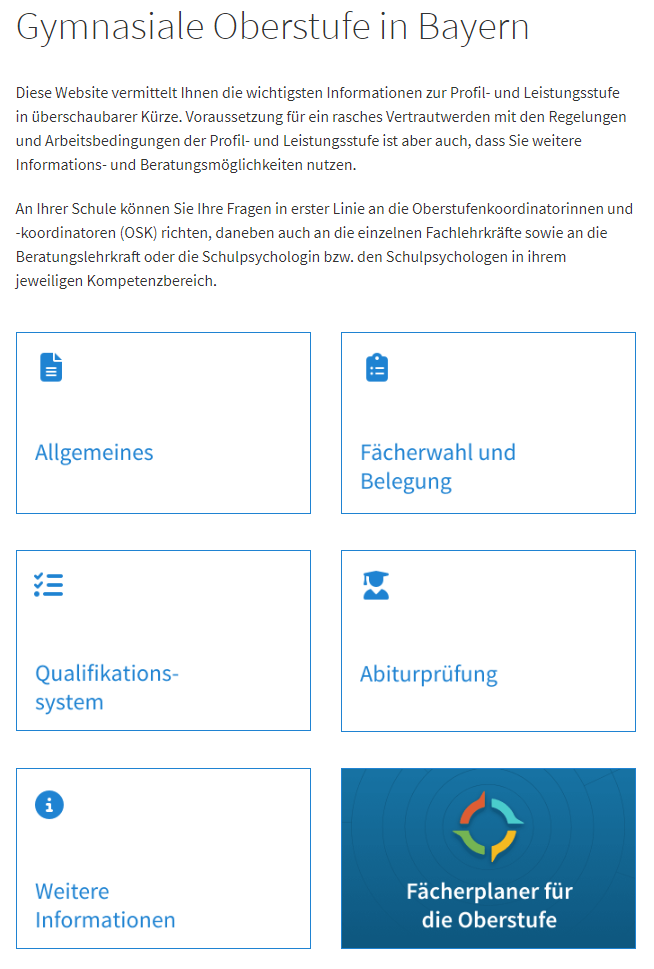 Gymnasiale Oberstufe in Bayern
Diese Website vermittelt Ihnen die wichtigsten Informationen zur Profil- und Leistungsstufe
in überschaubarer Kürze. Voraussetzung für ein rasches Vertrautwerden mit den Regelungen
und Arbeitsbedingungen der Profil- und Leistungsstufe ist aber auch, dass Sie weitere
Informations- und Beratungsmöglichkeiten nutzen.
An Ihrer Schule können Sie Ihre Fragen in erster Linie an die Oberstufenkoordinatorinnen und
-koordinatoren (OSK) richten, daneben auch an die einzelnen Fachlehrkräfte sowie an die
Beratungslehrkraft oder die Schulpsychologin bzw. den Schulpsychologen in ihrem
jeweiligen Kompetenzbereich.
Allgemeines
Fächerwahl und
Belegung
Qualifikations-
system
Abiturprüfung
Weitere
Informationen
Fächerplaner für
die Oberstufe